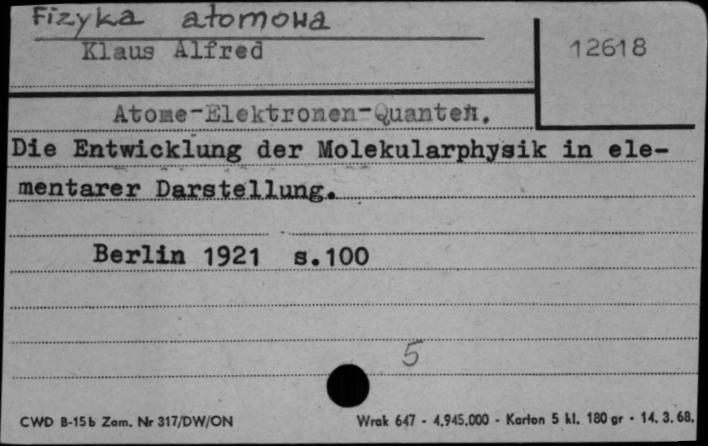 Fizyka atomowa
Klaus Alfred
12618
Atome-Elektronen-Quanten.
Die Entwicklung der Molekularphysik in ele-
mentarer Darstellung.
Berlin 1921 s.100
5
CWD B-15b Zam. Nr 317/DW/ON
Wrak 647 - 4.945.000 - Karton 5 kl. 180 gr - 14.3.68.